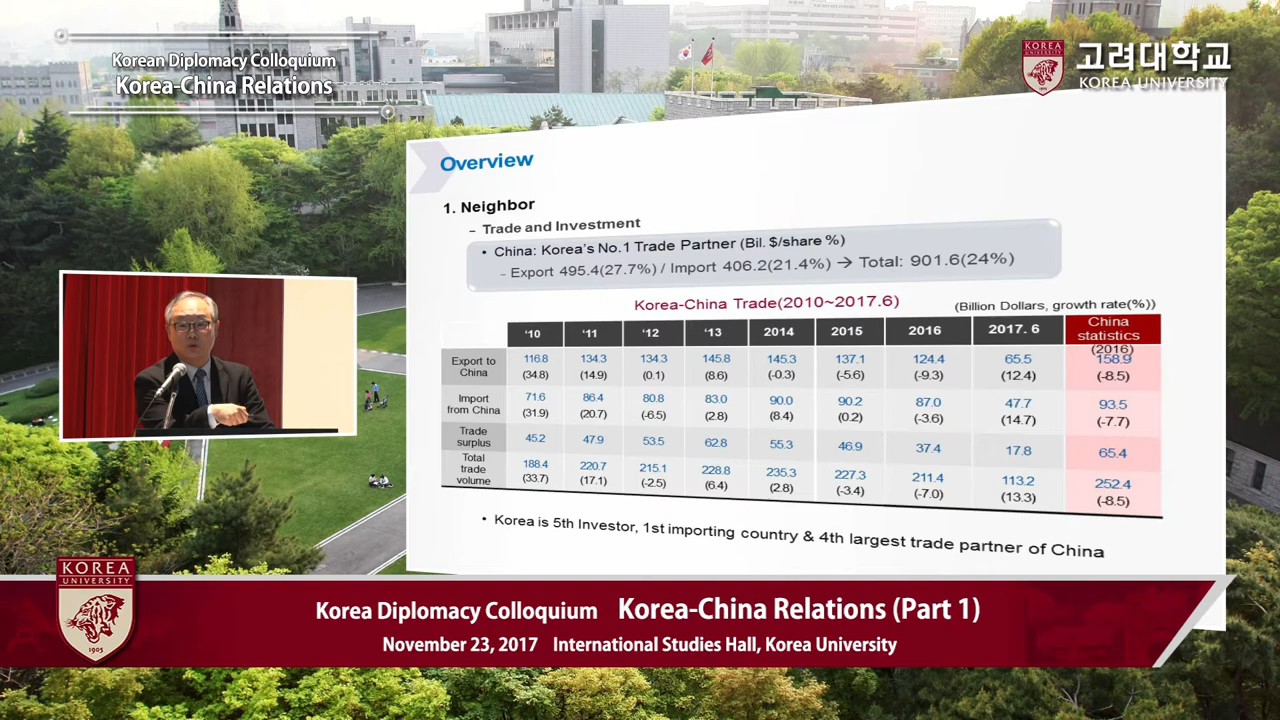 Korean Diplomacy Colloquium
Korea-China Relations
KOREA
UNIVERSITY
1905
고려대학교
KOREA UNIVERSITY
Overview
1. Neighbor
– Trade and Investment
• China: Korea's No.1 Trade Partner (Bil. $/share %)
– Export 495.4(27.7%) / Import 406.2(21.4%) → Total: 901.6(24%)
Korea-China Trade(2010~2017.6) (Billion Dollars, growth rate(%))
'10 '11 '12 '13 2014 2015 2016 2017. 6 China statistics (2016)
Export to China 116.8 134.3 134.3 145.8 145.3 137.1 124.4 65.5 158.9
(34.8) (14.9) (0.1) (8.6) (-0.3) (-5.6) (-9.3) (12.4) (-8.5)
Import from China 71.6 86.4 80.8 83.0 90.0 90.2 87.0 47.7 93.5
(31.9) (20.7) (-6.5) (2.8) (8.4) (0.2) (-3.6) (14.7) (-7.7)
Trade surplus 45.2 47.9 53.5 62.8 55.3 46.9 37.4 17.8 65.4
Total trade volume 188.4 220.7 215.1 228.8 235.3 227.3 211.4 113.2 252.4
(33.7) (17.1) (-2.5) (6.4) (2.8) (-3.4) (-7.0) (13.3) (-8.5)
• Korea is 5th Investor, 1st importing country & 4th largest trade partner of China
KOREA
UNIVERSITY
1905
Korea Diplomacy Colloquium Korea-China Relations (Part 1)
November 23, 2017 International Studies Hall, Korea University